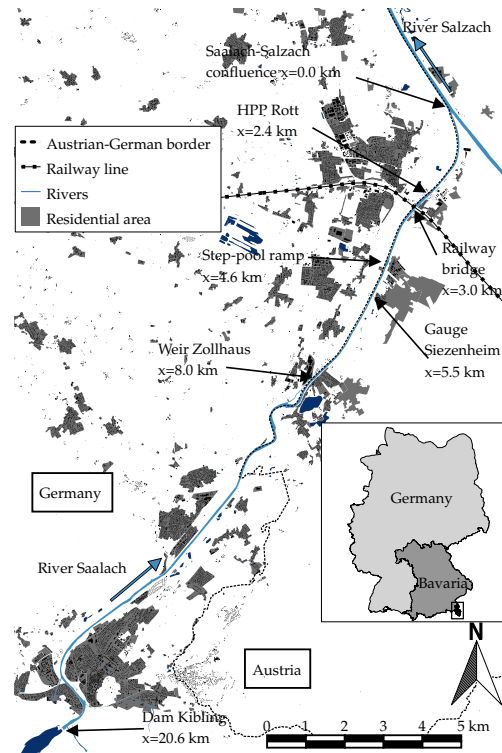 River Salzach
Saalach-Salzach
confluence x=0.0 km
HPP Rott
x=2.4 km
Austrian-German border
Railway line
Rivers
Residential area
Step-pool ramp
x=4.6 km
Railway
bridge
x=3.0 km
Gauge
Siezenheim
x=5.5 km
Weir Zollhaus
x=8.0 km
Germany
Germany
Bavaria
River Saalach
N
Austria
Dam Kibling
x=20.6 km
0 1 2 3 4 5 km